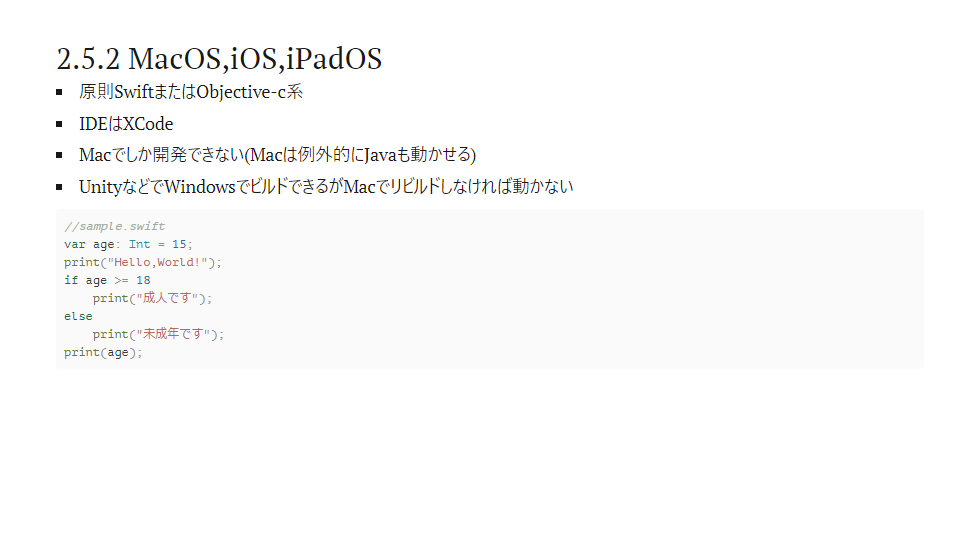 2.5.2 MacOS,iOS,iPadOS
原則SwiftまたはObjective-c系
IDEはXCode
Macでしか開発できない(Macは例外的にJavaも動かせる)
UnityなどでWindowsでビルドできるがMacでリビルドしなければ動かない
//sample.swift
var age: Int = 15;
print("Hello,World!");
if age >= 18
    print("成人です");
else
    print("未成年です");
print(age);